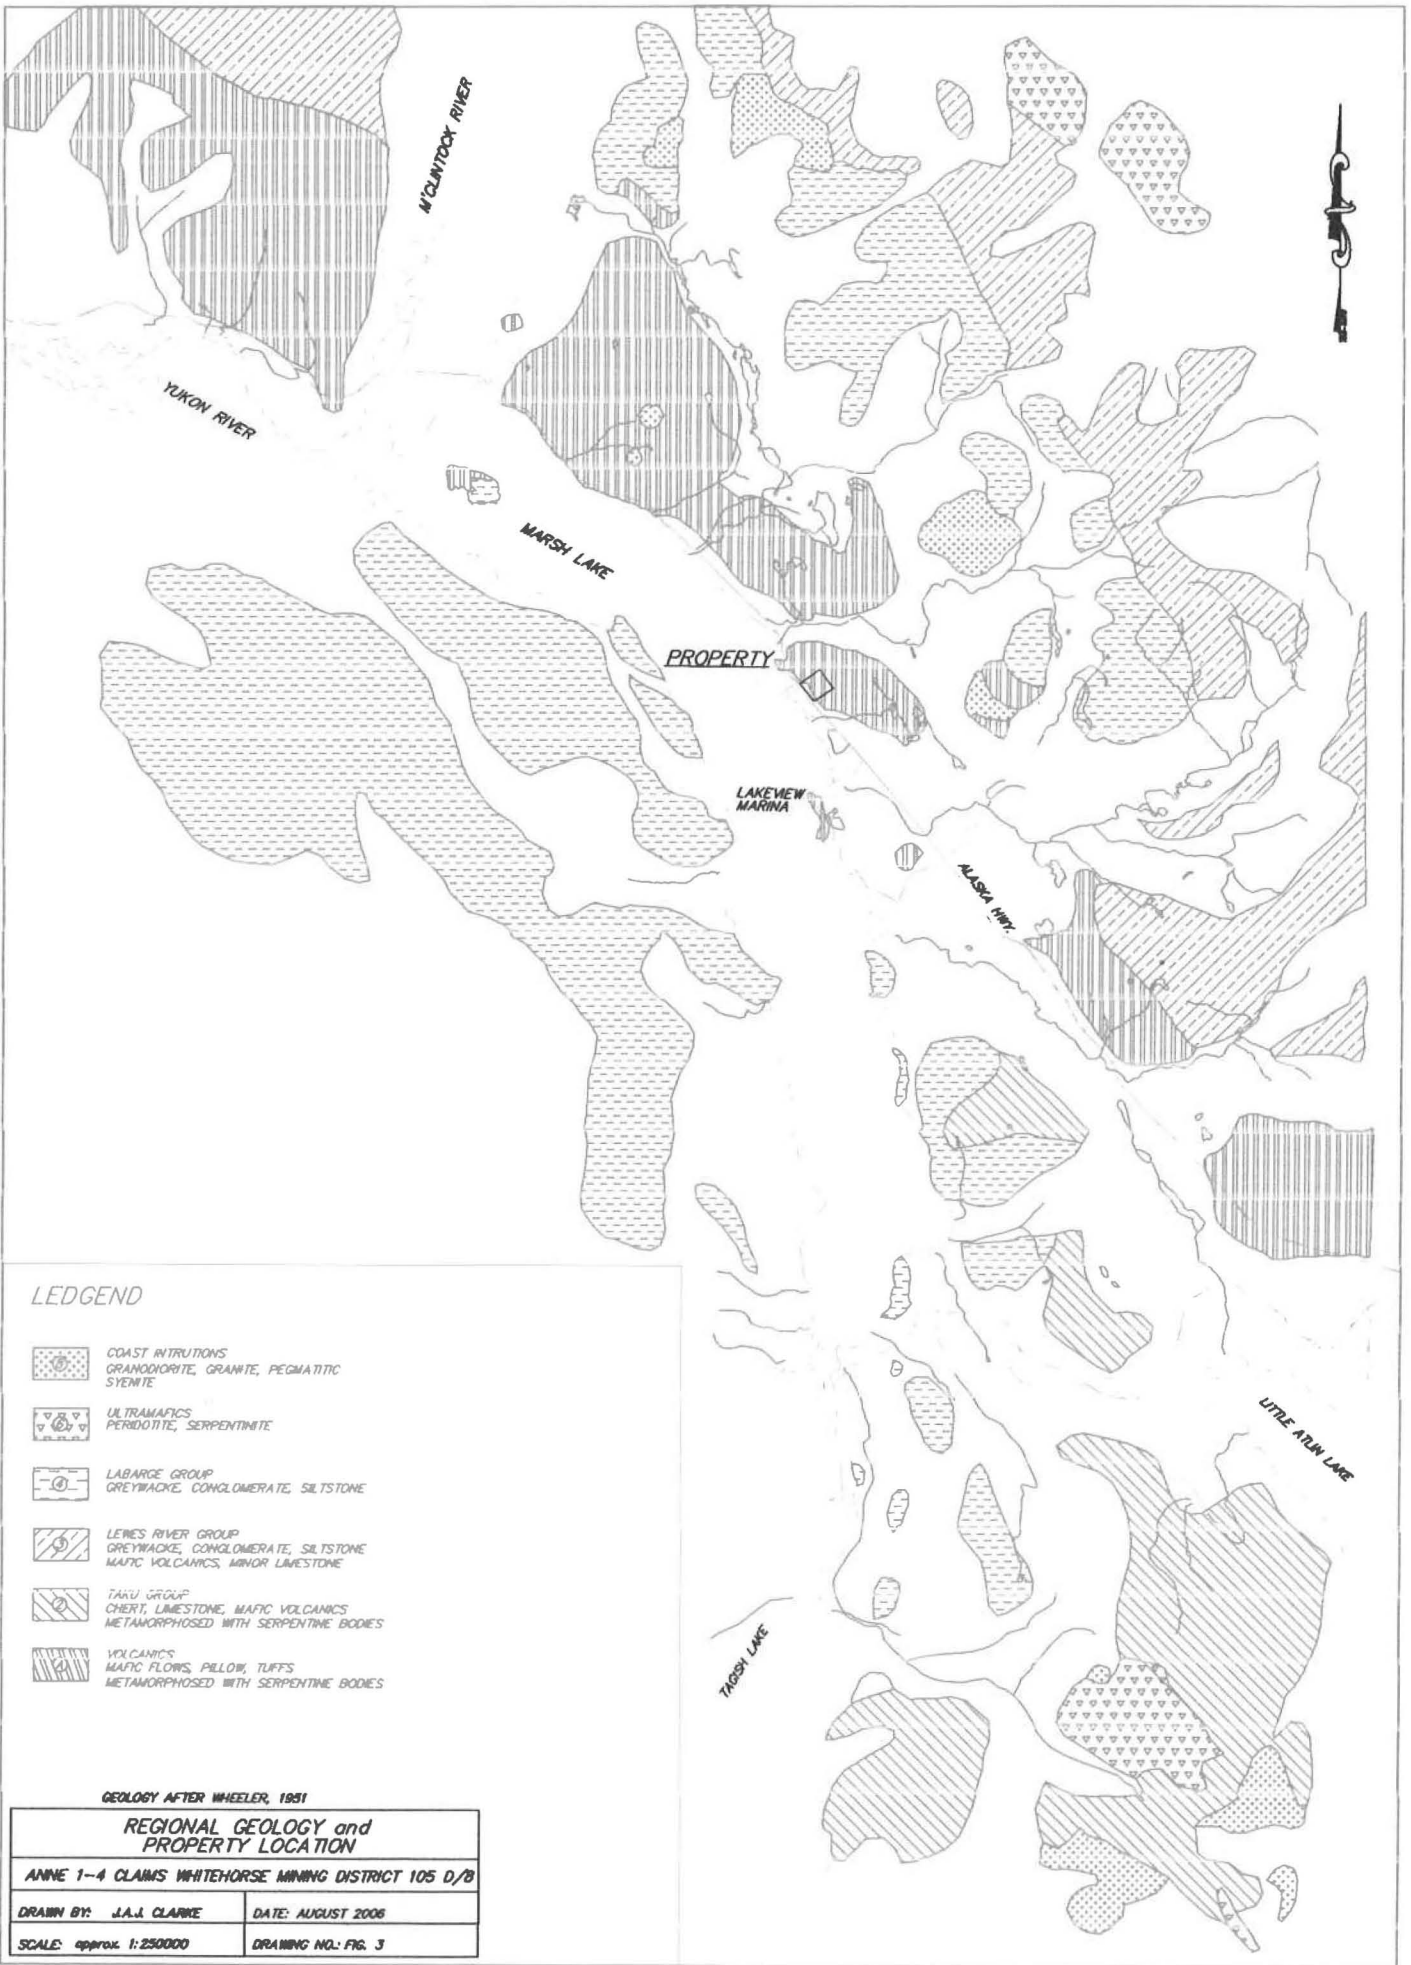 M'CLINTOCK RIVER
YUKON RIVER
MARSH LAKE
PROPERTY
LAKEVIEW
MARINA
ALASKA HWY.
LITTLE ATLIN LAKE
TAGISH LAKE
LEDGEND
COAST INTRUTIONS
GRANODIORITE, GRANITE, PEGMATITIC
SYENITE
ULTRAMAFICS
PERIDOTITE, SERPENTINITE
4
LABARGE GROUP
GREYWACKE, CONGLOMERATE, SILTSTONE
3
LEWES RIVER GROUP
GREYWACKE, CONGLOMERATE, SILTSTONE
MAFIC VOLCANICS, MINOR LIMESTONE
2
TAKU GROUP
CHERT, LIMESTONE, MAFIC VOLCANICS
METAMORPHOSED WITH SERPENTINE BODIES
1
VOLCANICS
MAFIC FLOWS, PILLOW, TUFFS
METAMORPHOSED WITH SERPENTINE BODIES
GEOLOGY AFTER WHEELER, 1951
REGIONAL GEOLOGY and
PROPERTY LOCATION
ANNE 1-4 CLAIMS WHITEHORSE MINING DISTRICT 105 D/8
DRAWN BY: J.A.J. CLARKE
DATE: AUGUST 2006
SCALE: approx. 1:250000
DRAWING NO.: FIG. 3